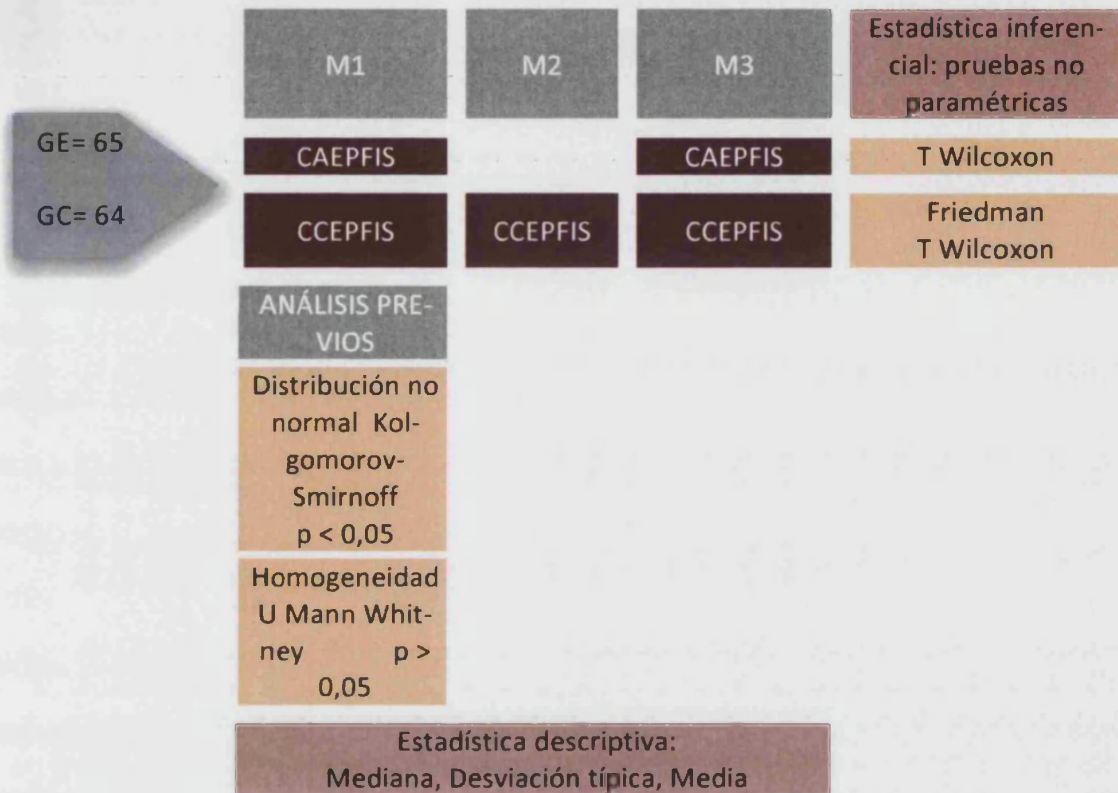 M1
M2
M3
Estadística inferen-
cial: pruebas no
paramétricas
GE= 65
GC= 64
CAEPFIS
CAEPFIS
T Wilcoxon
CCEPFIS
CCEPFIS
CCEPFIS
Friedman
T Wilcoxon
ANÁLISIS PRE-
VIOS
Distribución no
normal Kol-
gomorov-
Smirnoff
p < 0,05
Homogeneidad
U Mann Whit-
ney p >
0,05
Estadística descriptiva:
Mediana, Desviación típica, Media